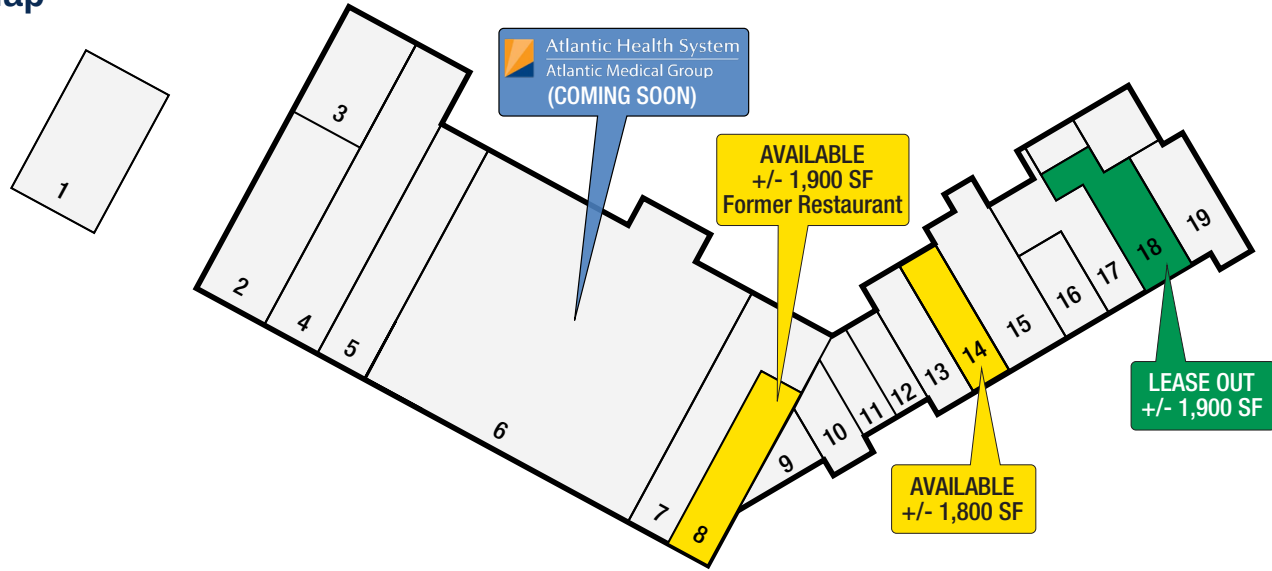 Atlantic Health System
Atlantic Medical Group
(COMING SOON)
AVAILABLE
+/- 1,900 SF
Former Restaurant
1
2
3
4
5
6
7
8
9
10
11
12
13
14
15
16
17
18
19
LEASE OUT
+/- 1,900 SF
AVAILABLE
+/- 1,800 SF